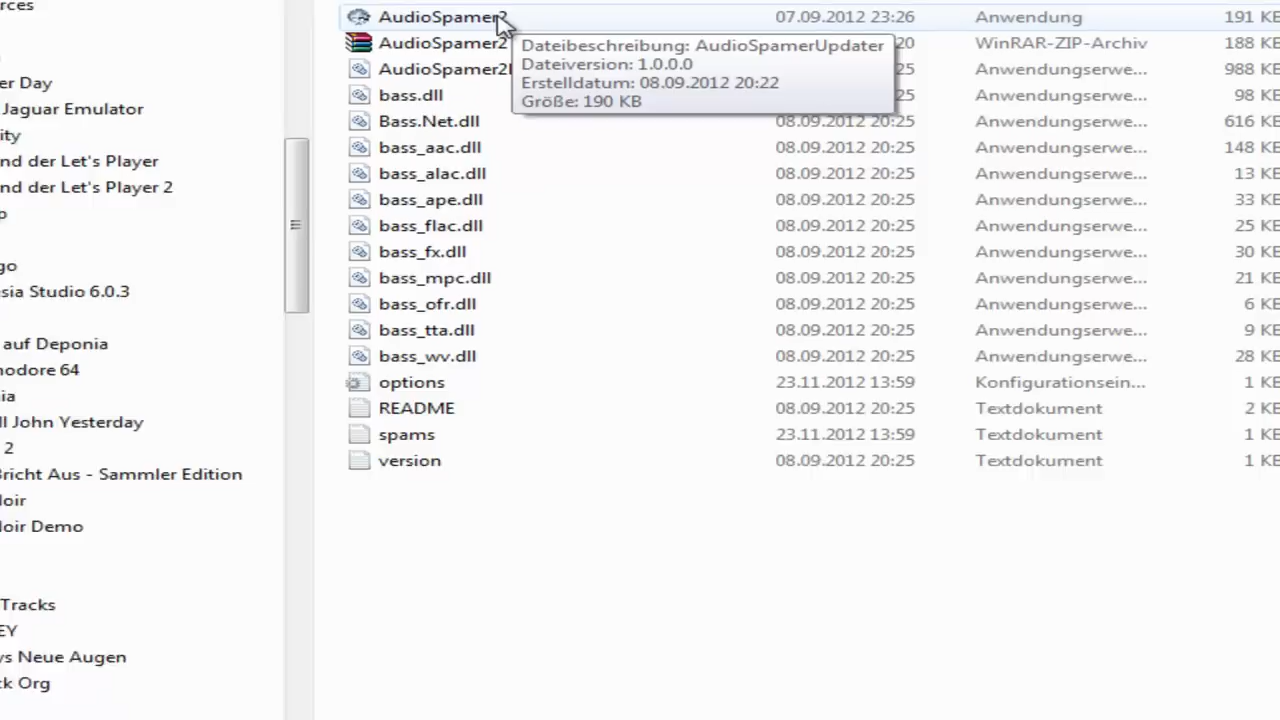 rces
er Day
Jaguar Emulator
ity
nd der Let's Player
nd der Let's Player 2
p
go
sia Studio 6.0.3
auf Deponia
modore 64
ia
ll John Yesterday
2
Bricht Aus - Sammler Edition
loir
loir Demo
Tracks
EY
ys Neue Augen
ck Org
AudioSpamer2 07.09.2012 23:26 Anwendung 191 KB
AudioSpamer2 20 WinRAR-ZIP-Archiv 188 KB
AudioSpamer2 25 Anwendungserwe... 988 KB
Dateibeschreibung: AudioSpamerUpdater
Dateiversion: 1.0.0.0
Erstelldatum: 08.09.2012 20:22
Größe: 190 KB
bass.dll 25 Anwendungserwe... 98 KB
Bass.Net.dll 08.09.2012 20:25 Anwendungserwe... 616 KB
bass_aac.dll 08.09.2012 20:25 Anwendungserwe... 148 KB
bass_alac.dll 08.09.2012 20:25 Anwendungserwe... 13 KB
bass_ape.dll 08.09.2012 20:25 Anwendungserwe... 33 KB
bass_flac.dll 08.09.2012 20:25 Anwendungserwe... 25 KB
bass_fx.dll 08.09.2012 20:25 Anwendungserwe... 30 KB
bass_mpc.dll 08.09.2012 20:25 Anwendungserwe... 21 KB
bass_ofr.dll 08.09.2012 20:25 Anwendungserwe... 6 KB
bass_tta.dll 08.09.2012 20:25 Anwendungserwe... 9 KB
bass_wv.dll 08.09.2012 20:25 Anwendungserwe... 28 KB
options 23.11.2012 13:59 Konfigurationsein... 1 KB
README 08.09.2012 20:25 Textdokument 2 KB
spams 23.11.2012 13:59 Textdokument 1 KB
version 08.09.2012 20:25 Textdokument 1 KB